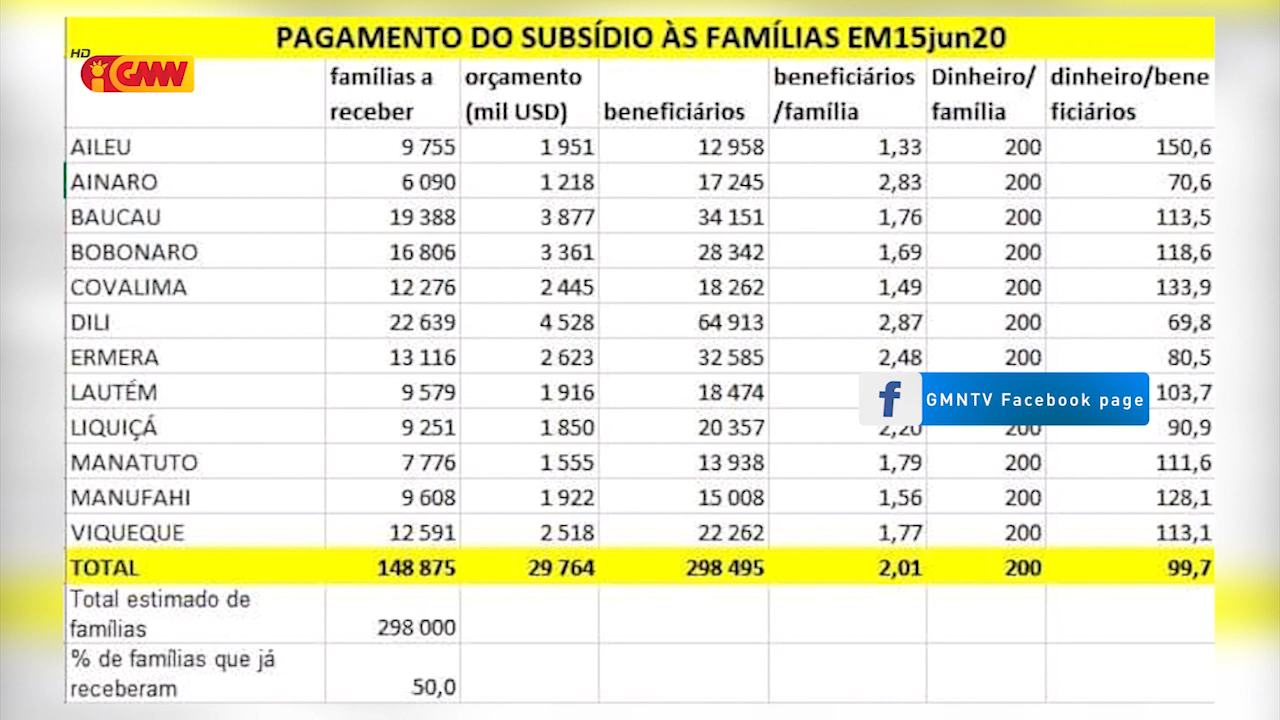 PAGAMENTO DO SUBSÍDIO ÀS FAMÍLIAS EM15jun20
HD
GMN
famílias a receber orçamento (mil USD) beneficiários beneficiários /família Dinheiro/ família dinheiro/bene ficiários
AILEU 9 755 1 951 12 958 1,33 200 150,6
AINARO 6 090 1 218 17 245 2,83 200 70,6
BAUCAU 19 388 3 877 34 151 1,76 200 113,5
BOBONARO 16 806 3 361 28 342 1,69 200 118,6
COVALIMA 12 276 2 445 18 262 1,49 200 133,9
DILI 22 639 4 528 64 913 2,87 200 69,8
ERMERA 13 116 2 623 32 585 2,48 200 80,5
LAUTÉM 9 579 1 916 18 474 103,7
GMNTV Facebook page
LIQUIÇÁ 9 251 1 850 20 357 2,20 200 90,9
MANATUTO 7 776 1 555 13 938 1,79 200 111,6
MANUFAHI 9 608 1 922 15 008 1,56 200 128,1
VIQUEQUE 12 591 2 518 22 262 1,77 200 113,1
TOTAL 148 875 29 764 298 495 2,01 200 99,7
Total estimado de
famílias 298 000
% de famílias que já
receberam 50,0